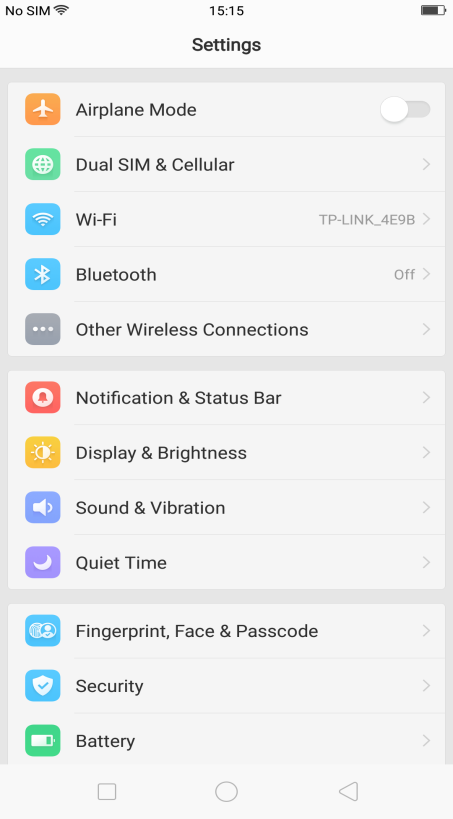 No SIM 15:15
Settings
Airplane Mode
Dual SIM & Cellular
Wi-Fi TP-LINK_4E9B
Bluetooth Off
Other Wireless Connections
Notification & Status Bar
Display & Brightness
Sound & Vibration
Quiet Time
Fingerprint, Face & Passcode
Security
Battery